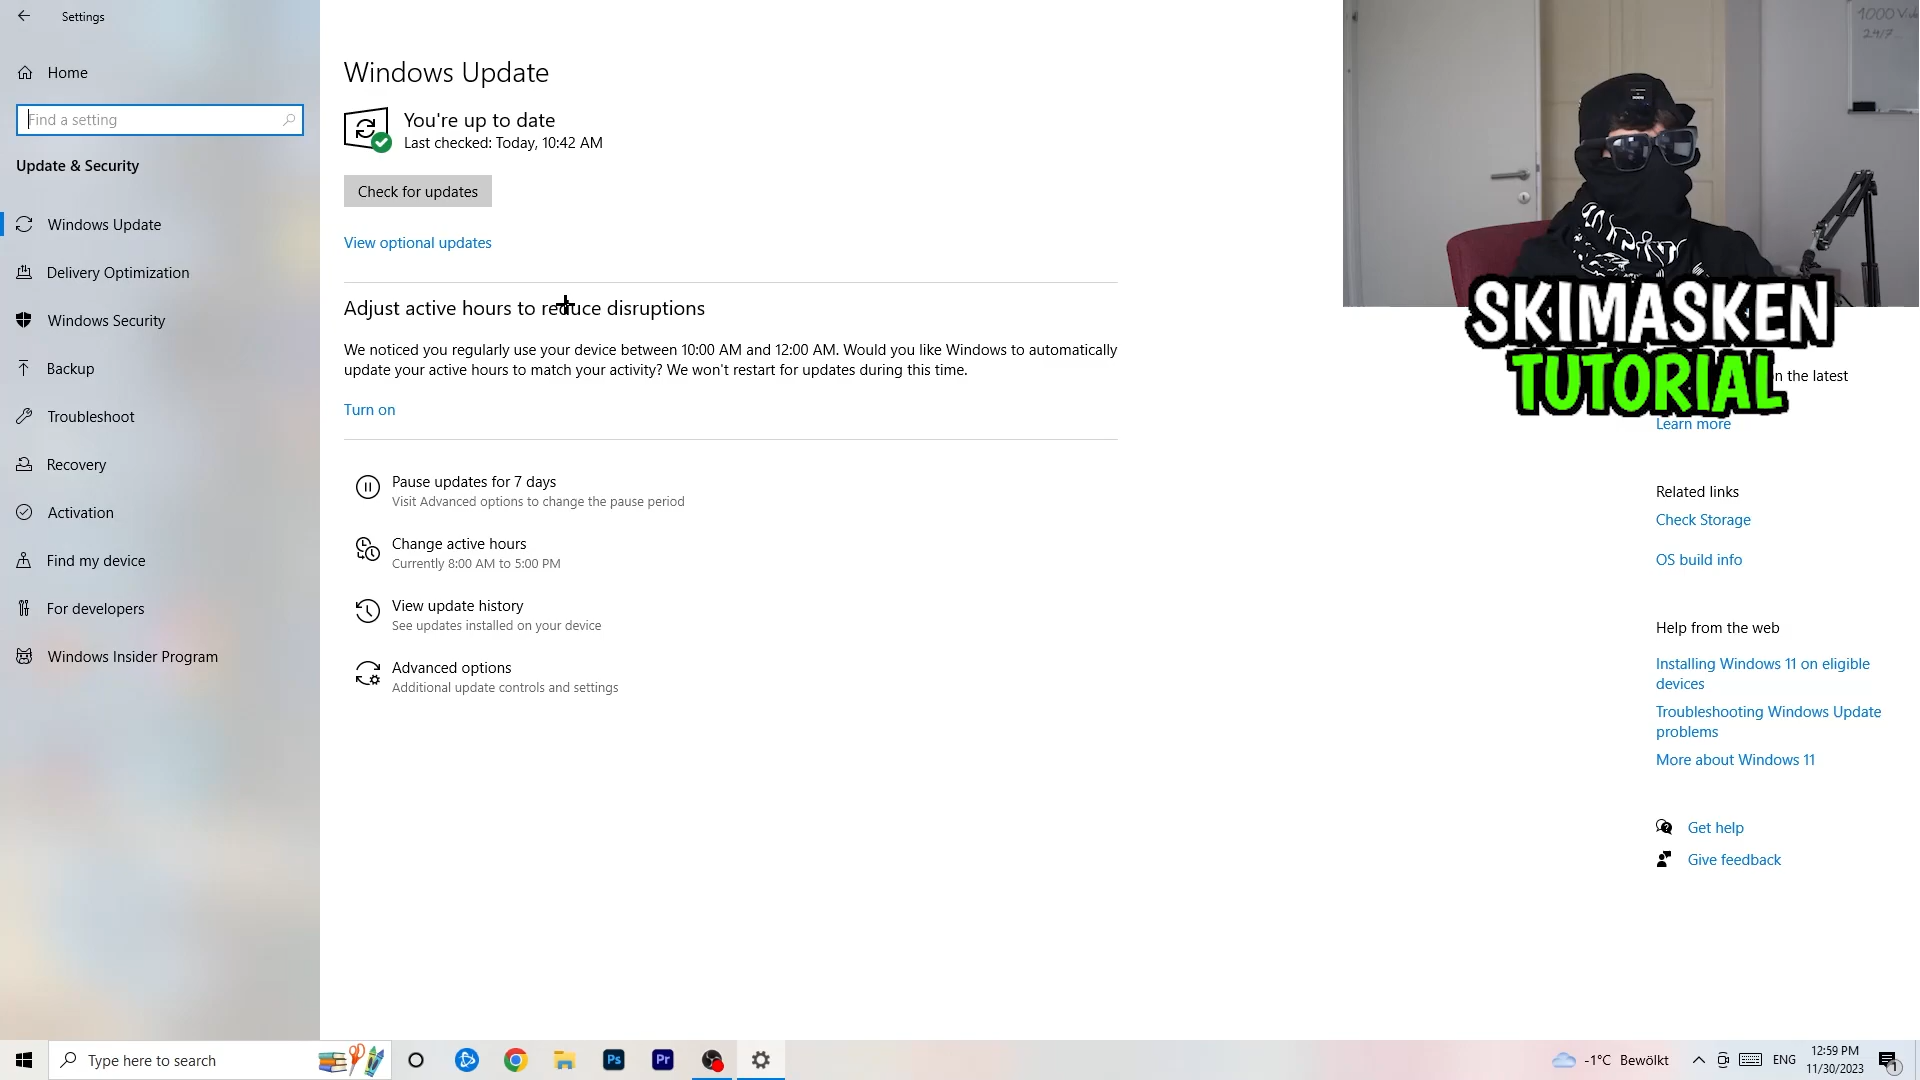 Settings
Home
Find a setting
Update & Security
Windows Update
Delivery Optimization
Windows Security
Backup
Troubleshoot
Recovery
Activation
Find my device
For developers
Windows Insider Program
Windows Update
You're up to date
Last checked: Today, 10:42 AM
Check for updates
View optional updates
Adjust active hours to reduce disruptions
We noticed you regularly use your device between 10:00 AM and 12:00 AM. Would you like Windows to automatically
update your active hours to match your activity? We won't restart for updates during this time.
Turn on
Pause updates for 7 days
Visit Advanced options to change the pause period
Change active hours
Currently 8:00 AM to 5:00 PM
View update history
See updates installed on your device
Advanced options
Additional update controls and settings
1000
24/7
SKIMASKEN
TUTORIAL
on the latest
Learn more
Related links
Check Storage
OS build info
Help from the web
Installing Windows 11 on eligible
devices
Troubleshooting Windows Update
problems
More about Windows 11
Get help
Give feedback
Type here to search
Ps
Pr
-1°C Bewölkt
ENG
12:59 PM
11/30/2023
1